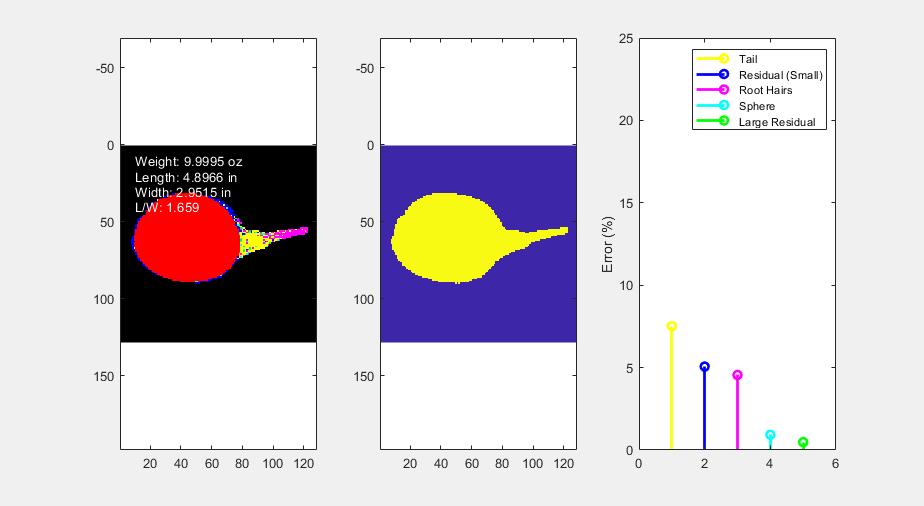 -50
0
50
100
150
20 40 60 80 100 120
Weight: 9.9995 oz
Length: 4.8966 in
Width: 2.9515 in
L/W: 1.659
-50
0
50
100
150
20 40 60 80 100 120
Error (%)
25
20
15
10
5
0
0 2 4 6
Tail
Residual (Small)
Root Hairs
Sphere
Large Residual